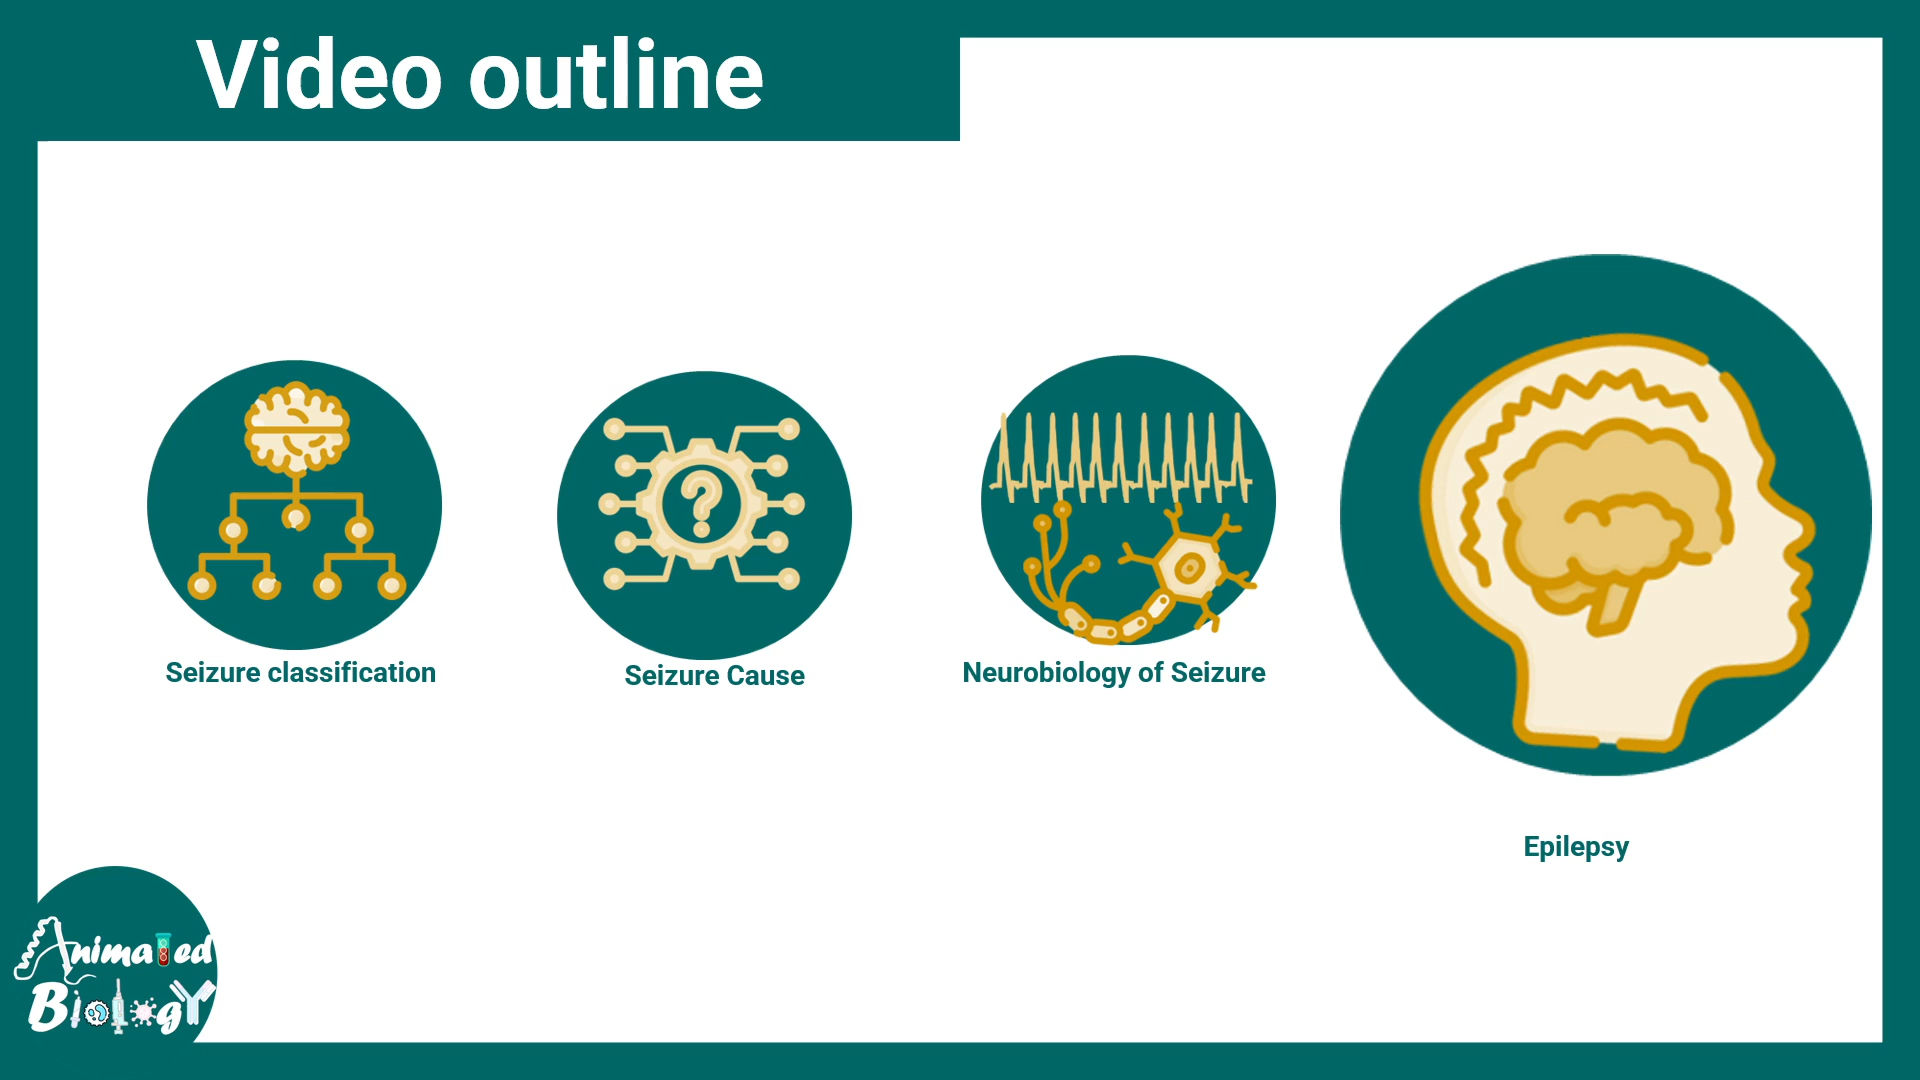 Video outline
Seizure classification
Seizure Cause
Neurobiology of Seizure
Epilepsy
Animated
Biology